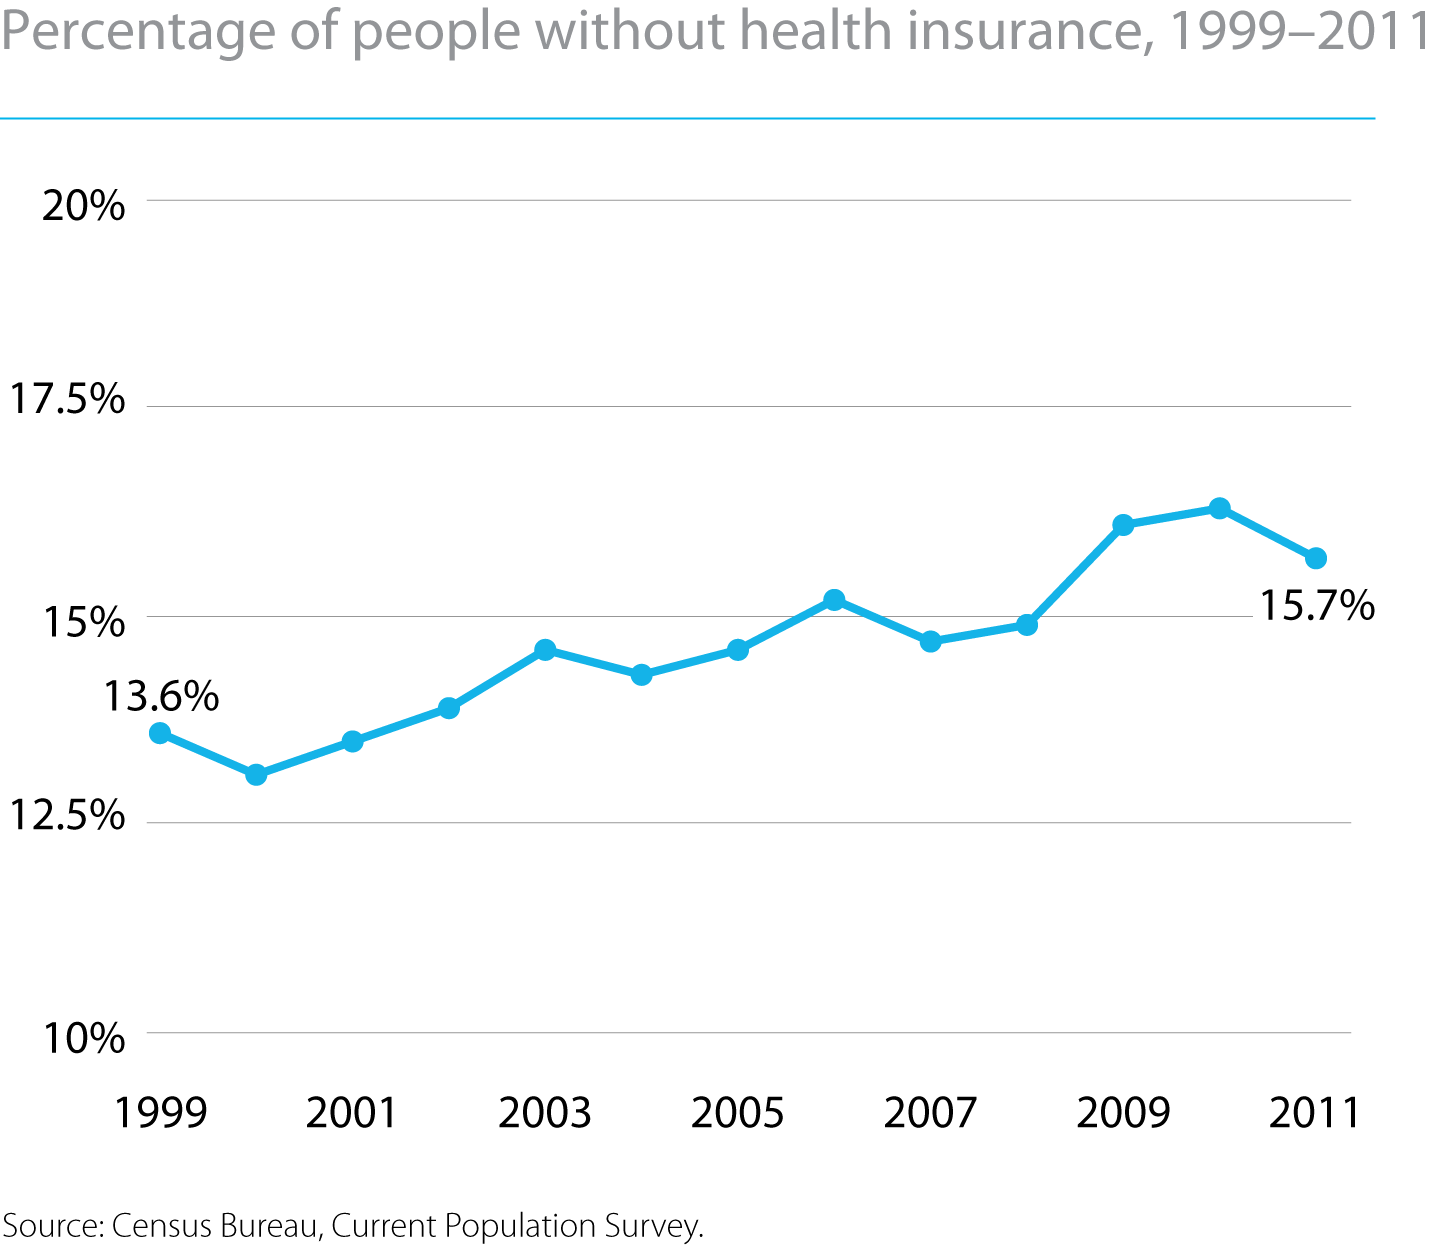 Percentage of people without health insurance, 1999–2011
20%
17.5%
15%
15.7%
13.6%
12.5%
10%
1999 2001 2003 2005 2007 2009 2011
Source: Census Bureau, Current Population Survey.